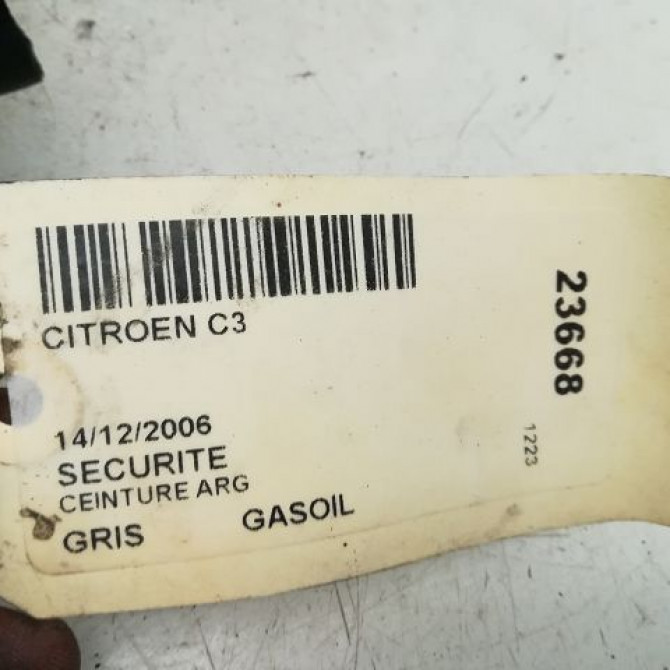 CITROEN C3
14/12/2006
SECURITE
CEINTURE ARG
GRIS GASOIL
23668
1223